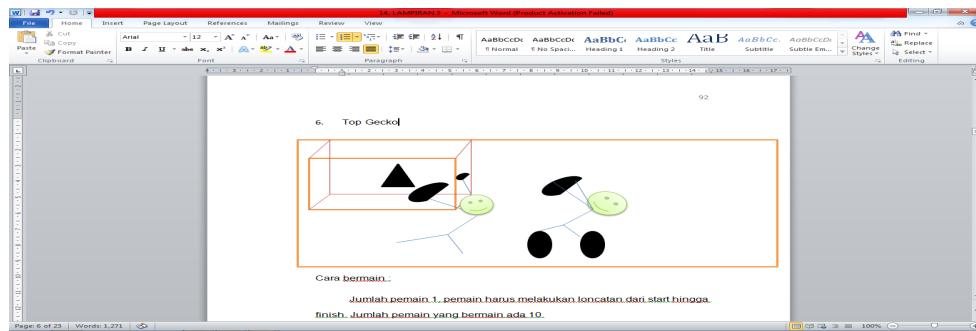 14. LAMPIRAN 3 - Microsoft Word (Product Activation Failed)
File Home Insert Page Layout References Mailings Review View
Paste
Cut
Copy
Format Painter
Clipboard
Arial 12
Font
Paragraph
AaBbCcDc AaBbCcDc AaBbC AaBbCc AaB AaBbCc. AaBbCcDc
¶ Normal ¶ No Spaci... Heading 1 Heading 2 Title Subtitle Subtle Em...
Change Styles
Styles
Find
Replace
Select
Editing
92
6. Top Gecko
Cara bermain :
Jumlah pemain 1, pemain harus melakukan loncatan dari start hingga
finish. Jumlah pemain yang bermain ada 10.
Page: 6 of 23 Words: 1,271 100%